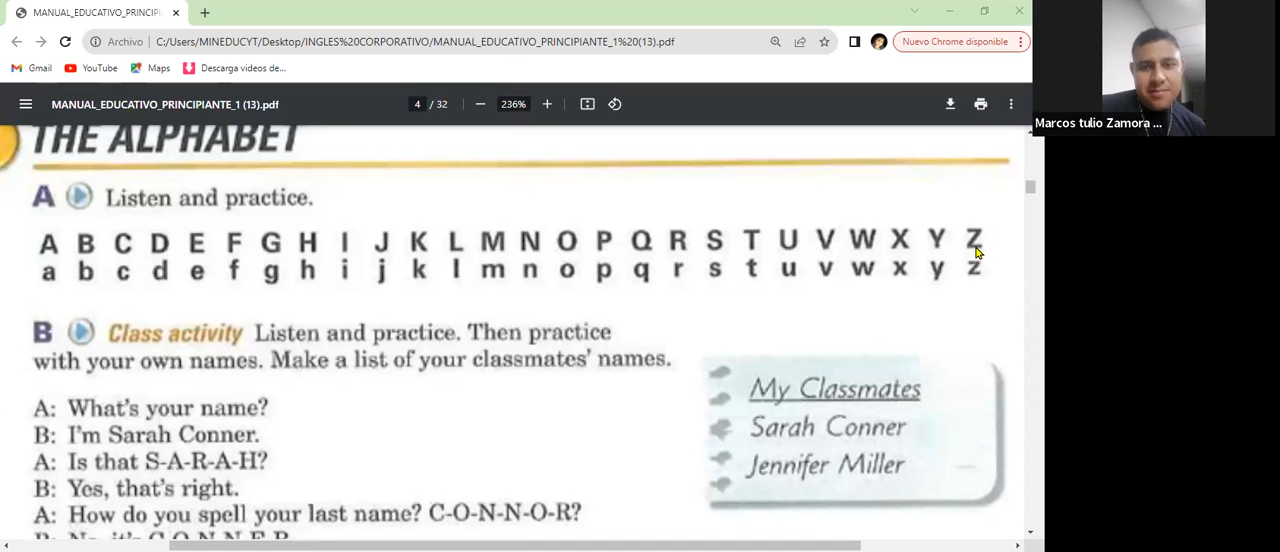 MANUAL_EDUCATIVO_PRINCIPI
Archivo
C:/Users/MINEDUCYT/Desktop/INGLES%20CORPORATIVO/MANUAL_EDUCATIVO_PRINCIPIANTE_1%20(13).pdf
Nuevo Chrome disponible
Gmail YouTube Maps Descarga videos de...
MANUAL_EDUCATIVO_PRINCIPIANTE_1 (13).pdf
4 / 32
236%
Marcos tulio Zamora ...
THE ALPHABET
A Listen and practice.
A B C D E F G H I J K L M N O P Q R S T U V W X Y Z
a b c d e f g h i j k l m n o p q r s t u v w x y z
B Class activity Listen and practice. Then practice
with your own names. Make a list of your classmates' names.
A: What's your name?
B: I'm Sarah Conner.
A: Is that S-A-R-A-H?
B: Yes, that's right.
A: How do you spell your last name? C-O-N-N-O-R?
B: No, it's C-O-N-N-E-R
My Classmates
Sarah Conner
Jennifer Miller